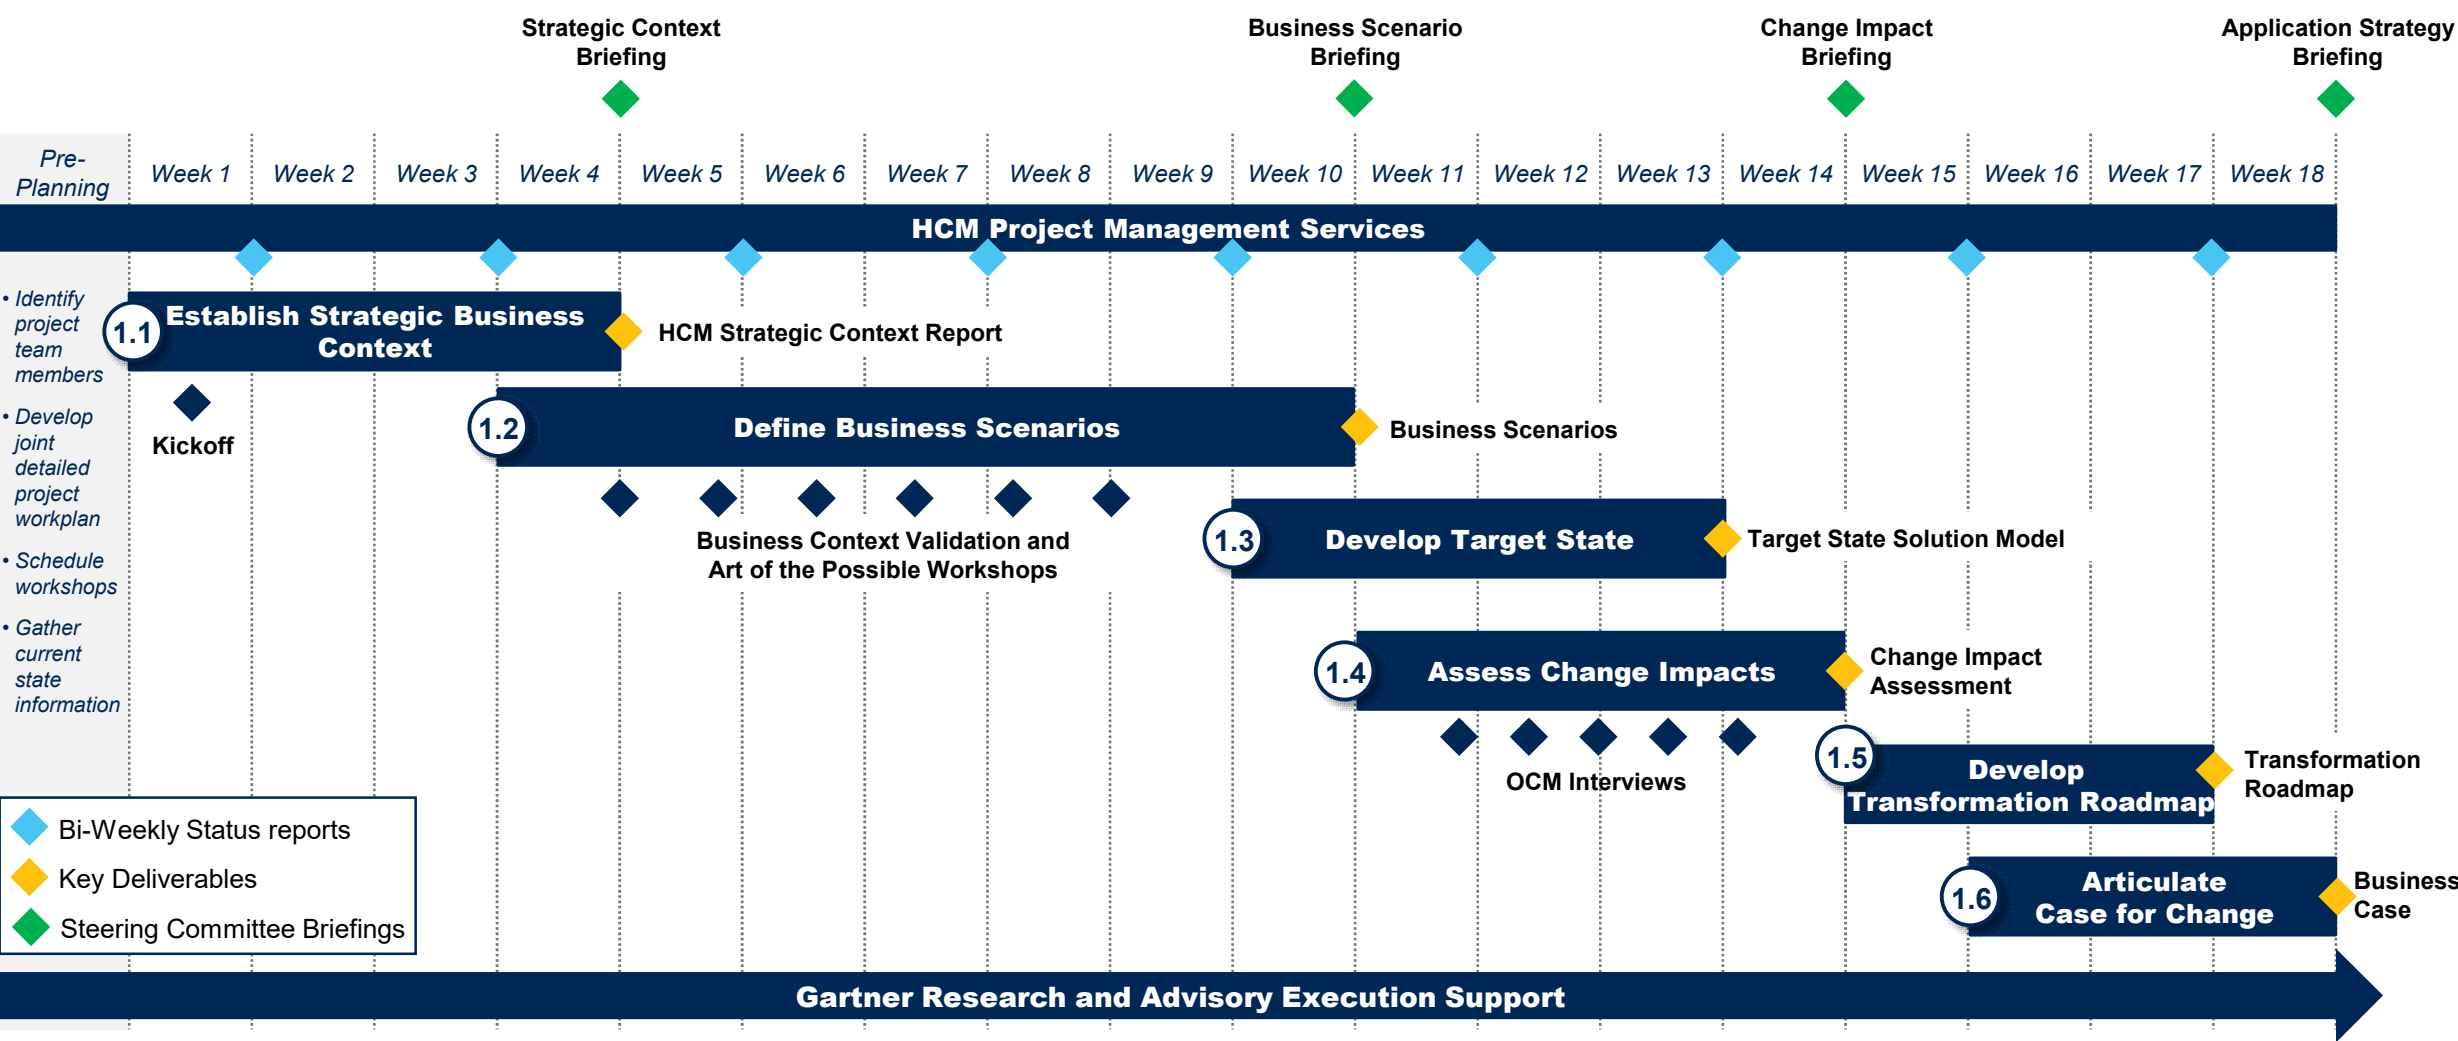 Strategic Context
Briefing
Business Scenario
Briefing
Change Impact
Briefing
Application Strategy
Briefing
Pre-
Planning
Week 1
Week 2
Week 3
Week 4
Week 5
Week 6
Week 7
Week 8
Week 9
Week 10
Week 11
Week 12
Week 13
Week 14
Week 15
Week 16
Week 17
Week 18
HCM Project Management Services
• Identify
project
team
members
• Develop
joint
detailed
project
workplan
• Schedule
workshops
• Gather
current
state
information
1.1
Establish Strategic Business
Context
HCM Strategic Context Report
Kickoff
1.2
Define Business Scenarios
Business Scenarios
Business Context Validation and
Art of the Possible Workshops
1.3
Develop Target State
Target State Solution Model
1.4
Assess Change Impacts
Change Impact
Assessment
OCM Interviews
1.5
Develop
Transformation Roadmap
Transformation
Roadmap
1.6
Articulate
Case for Change
Business
Case
Bi-Weekly Status reports
Key Deliverables
Steering Committee Briefings
Gartner Research and Advisory Execution Support